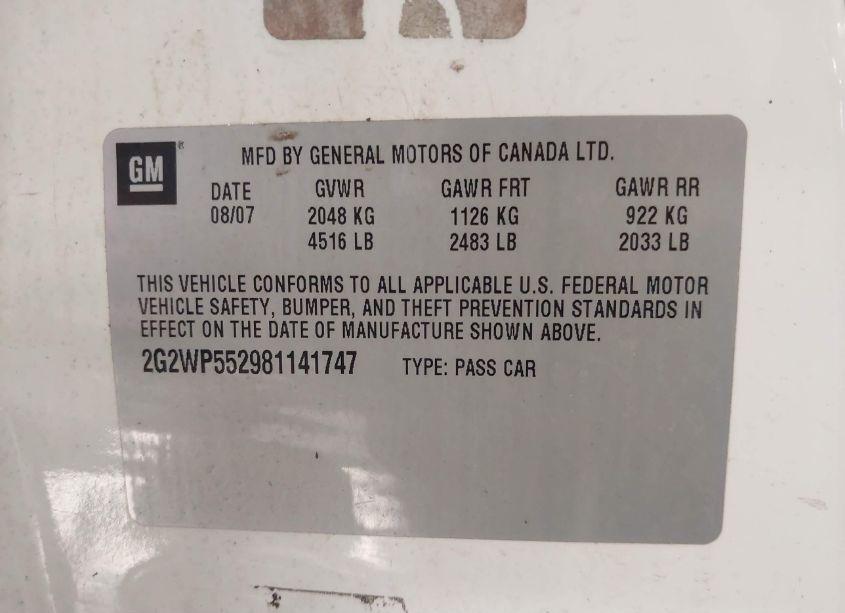 GM ®
MFD BY GENERAL MOTORS OF CANADA LTD.
DATE GVWR GAWR FRT GAWR RR
08/07 2048 KG 1126 KG 922 KG
4516 LB 2483 LB 2033 LB
THIS VEHICLE CONFORMS TO ALL APPLICABLE U.S. FEDERAL MOTOR
VEHICLE SAFETY, BUMPER, AND THEFT PREVENTION STANDARDS IN
EFFECT ON THE DATE OF MANUFACTURE SHOWN ABOVE.
2G2WP552981141747 TYPE: PASS CAR